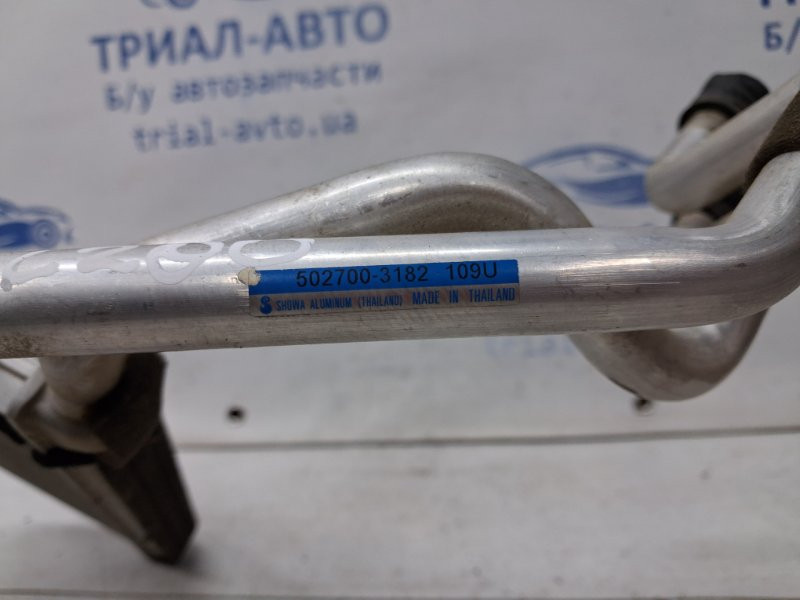 ТРИАЛ-АВТО
Б/у автозапчасти
trial-avto.ua
Б/у
502700-3182 109U
SHOWA ALUMINUM (THAILAND) MADE IN THAILAND